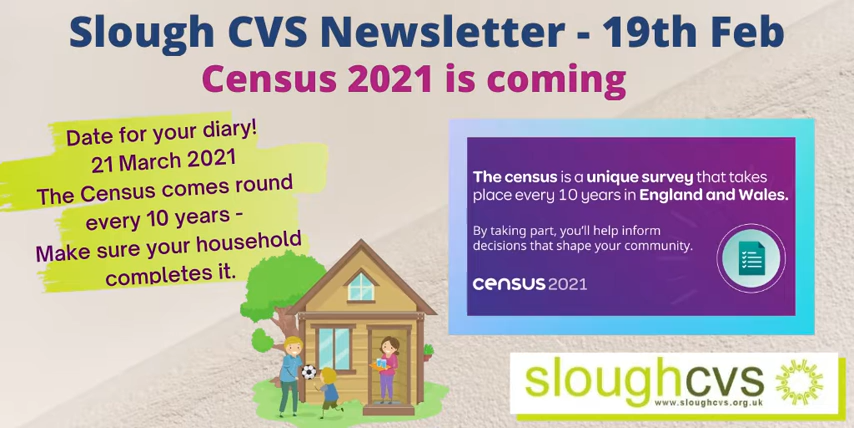 Slough CVS Newsletter - 19th Feb
Census 2021 is coming
Date for your diary!
21 March 2021
The Census comes round
every 10 years -
Make sure your household
completes it.
The census is a unique survey that takes
place every 10 years in England and Wales.
By taking part, you'll help inform
decisions that shape your community.
census 2021
sloughcvs
www.sloughcvs.org.uk